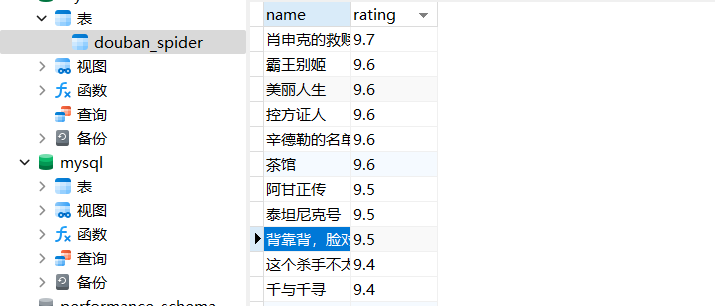 表
douban_spider
视图
函数
查询
备份
mysql
表
视图
函数
查询
备份
performance_schema
name rating
肖申克的救赎 9.7
霸王别姬 9.6
美丽人生 9.6
控方证人 9.6
辛德勒的名单 9.6
茶馆 9.6
阿甘正传 9.5
泰坦尼克号 9.5
背靠背，脸对 9.5
这个杀手不太 9.4
千与千寻 9.4